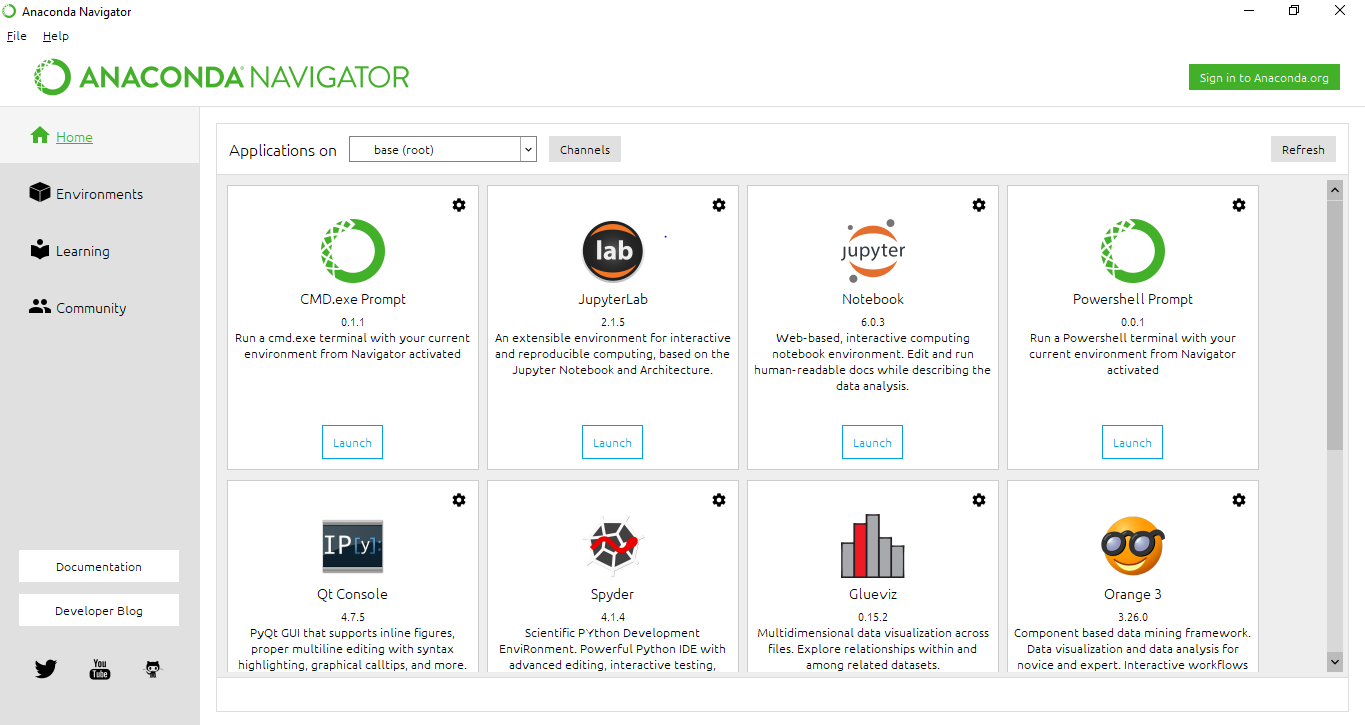 Anaconda Navigator
File Help
ANACONDA NAVIGATOR
Sign in to Anaconda.org
Home
Environments
Learning
Community
Documentation
Developer Blog
You
Tube
Applications on
base (root)
Channels
Refresh
CMD.exe Prompt
0.1.1
Run a cmd.exe terminal with your current
environment from Navigator activated
Launch
lab
JupyterLab
2.1.5
An extensible environment for interactive
and reproducible computing, based on the
Jupyter Notebook and Architecture.
Launch
jupyter
Notebook
6.0.3
Web-based, interactive computing
notebook environment. Edit and run
human-readable docs while describing the
data analysis.
Launch
Powershell Prompt
0.0.1
Run a Powershell terminal with your
current environment from Navigator
activated
Launch
IP[y]:
Qt Console
4.7.5
PyQt GUI that supports inline figures,
proper multiline editing with syntax
highlighting, graphical calltips, and more.
Spyder
4.1.4
Scientific PYthon Development
EnviRonment. Powerful Python IDE with
advanced editing, interactive testing,
Glueviz
0.15.2
Multidimensional data visualization across
files. Explore relationships within and
among related datasets.
Orange 3
3.26.0
Component based data mining framework.
Data visualization and data analysis for
novice and expert. Interactive workflows